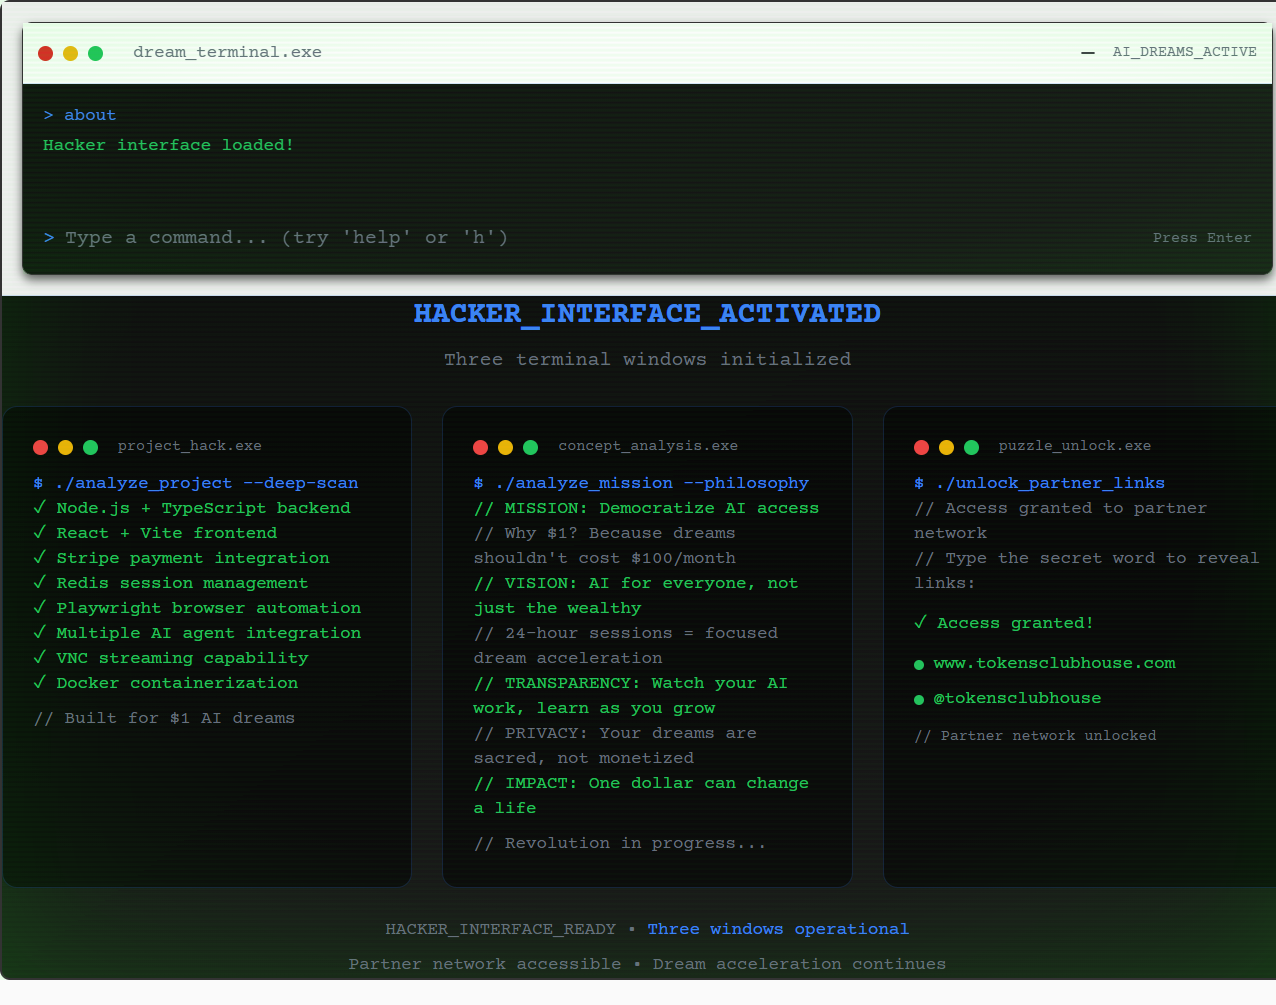 dream_terminal.exe
— AI_DREAMS_ACTIVE
> about
Hacker interface loaded!
> Type a command... (try 'help' or 'h')
Press Enter
HACKER_INTERFACE_ACTIVATED
Three terminal windows initialized
project_hack.exe
$ ./analyze_project --deep-scan
✓ Node.js + TypeScript backend
✓ React + Vite frontend
✓ Stripe payment integration
✓ Redis session management
✓ Playwright browser automation
✓ Multiple AI agent integration
✓ VNC streaming capability
✓ Docker containerization
// Built for $1 AI dreams
concept_analysis.exe
$ ./analyze_mission --philosophy
// MISSION: Democratize AI access
// Why $1? Because dreams
shouldn't cost $100/month
// VISION: AI for everyone, not
just the wealthy
// 24-hour sessions = focused
dream acceleration
// TRANSPARENCY: Watch your AI
work, learn as you grow
// PRIVACY: Your dreams are
sacred, not monetized
// IMPACT: One dollar can change
a life
// Revolution in progress...
puzzle_unlock.exe
$ ./unlock_partner_links
// Access granted to partner
network
// Type the secret word to reveal
links:
✓ Access granted!
● www.tokensclubhouse.com
● @tokensclubhouse
// Partner network unlocked
HACKER_INTERFACE_READY • Three windows operational
Partner network accessible • Dream acceleration continues